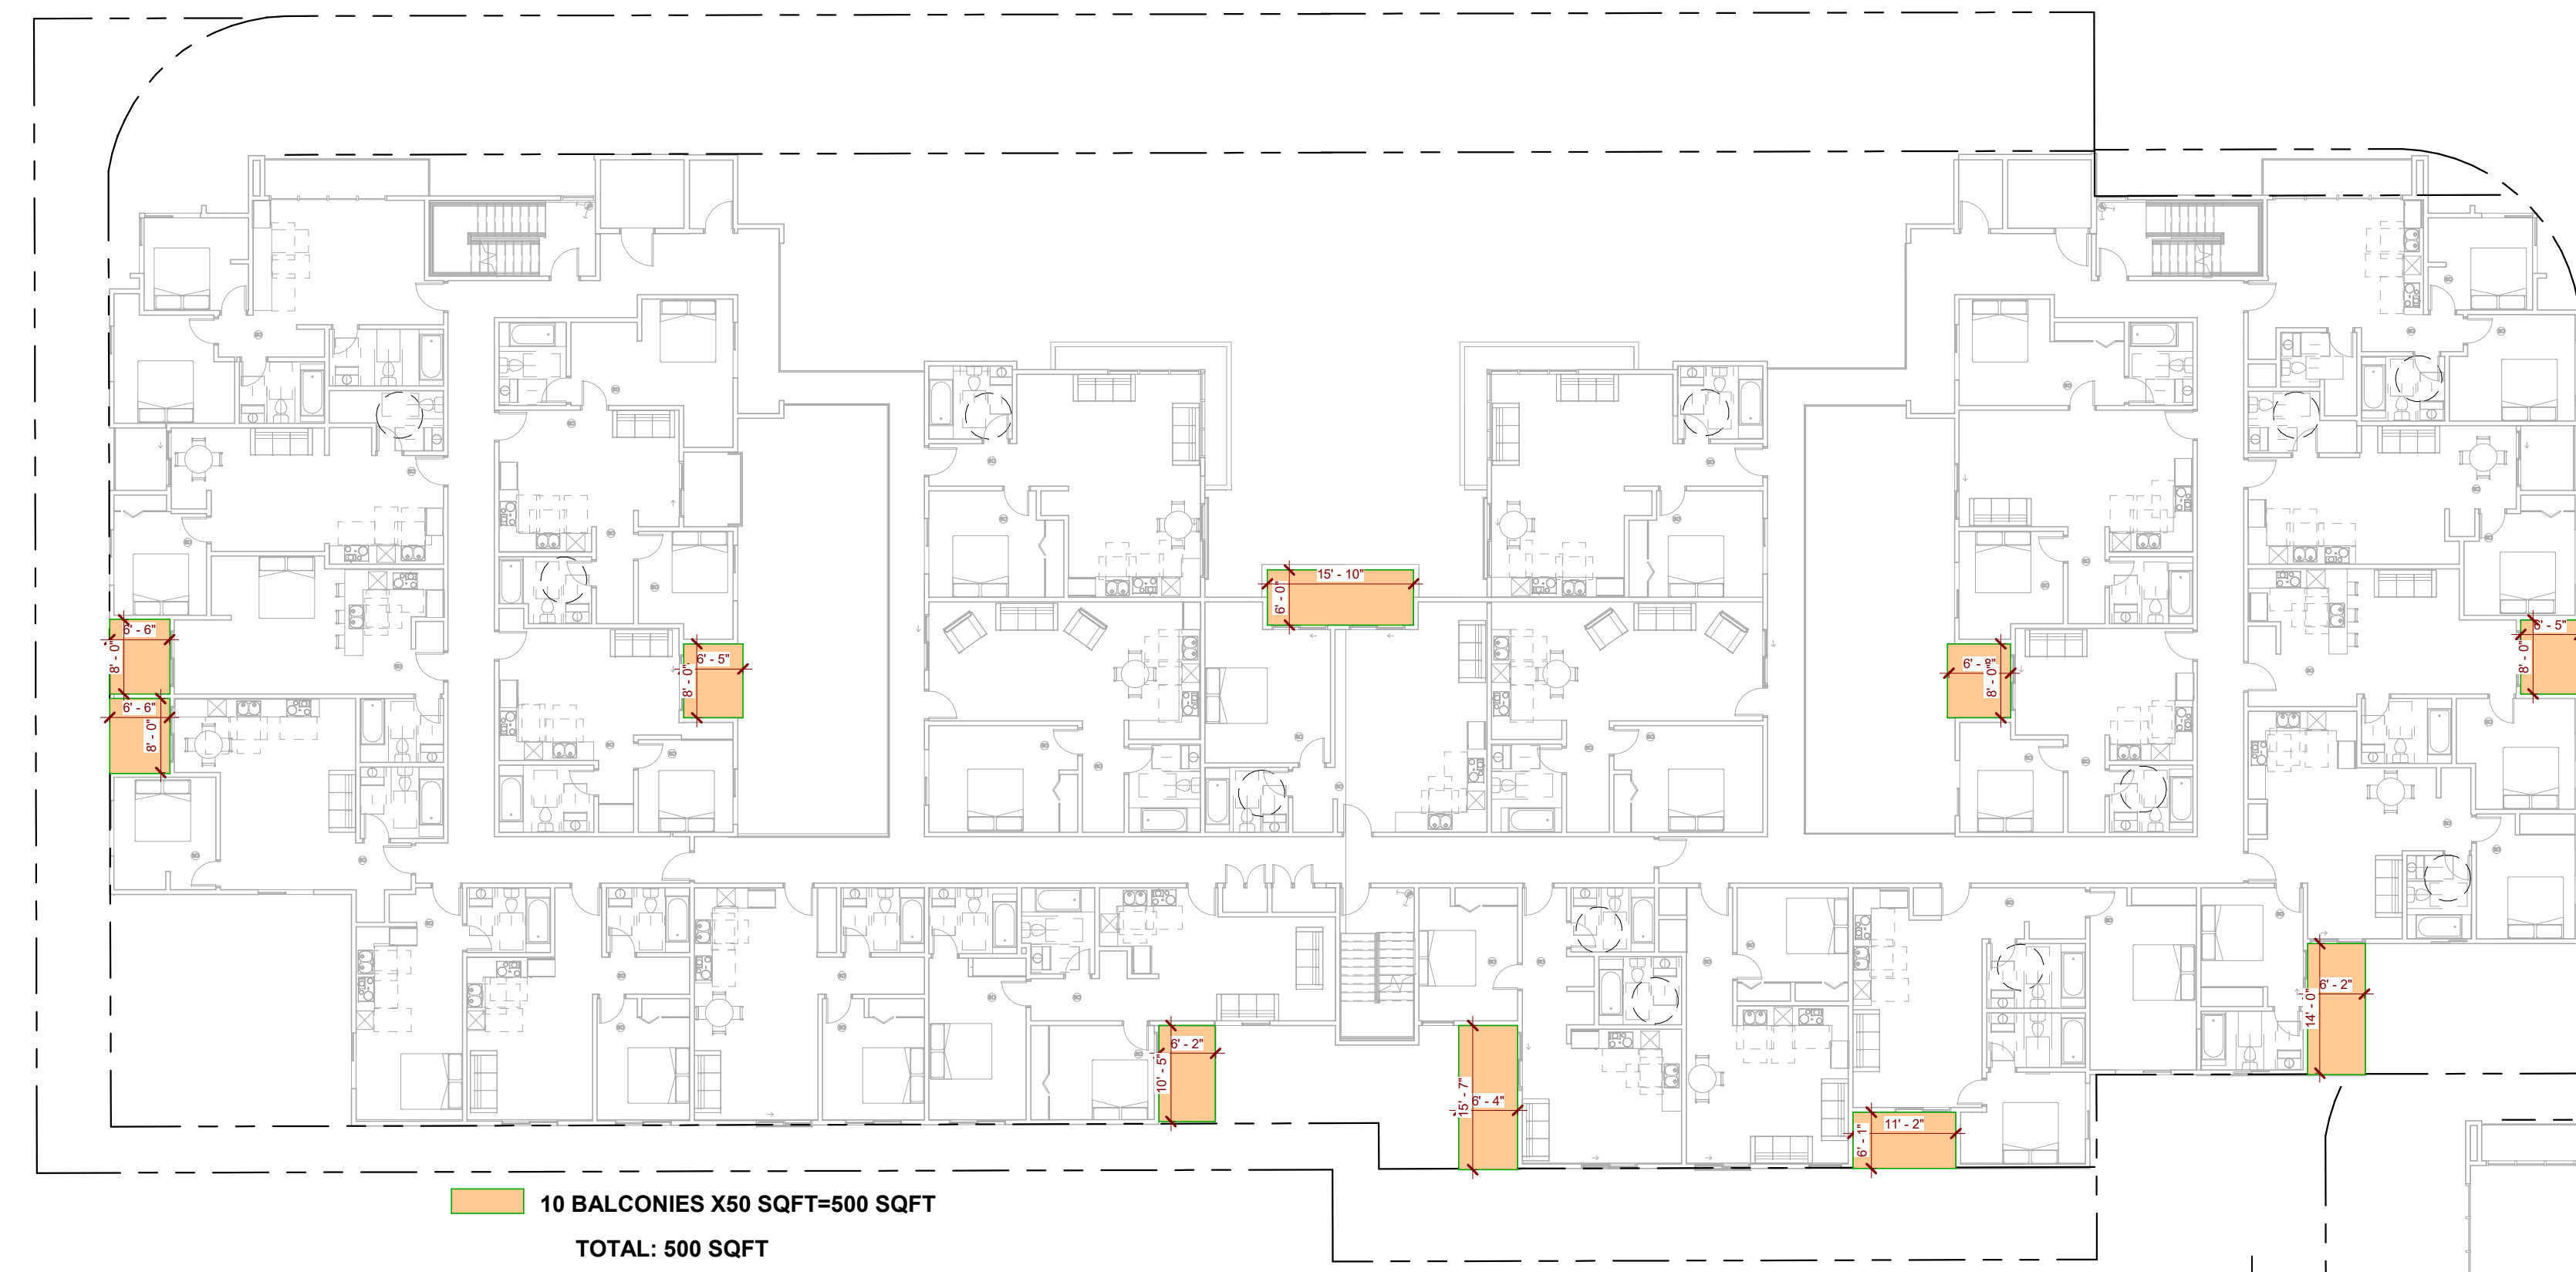 15' - 10"
6' - 0"
6' - 6"
8' - 0"
6' - 5"
8' - 0"
8' - 0"
6' - 5"
8' - 0"
6' - 6"
8' - 0"
6' - 2"
14' - 0"
6' - 2"
10' - 5"
15' - 7"
6' - 4"
11' - 2"
6' - 1"
10 BALCONIES X50 SQFT=500 SQFT
TOTAL: 500 SQFT